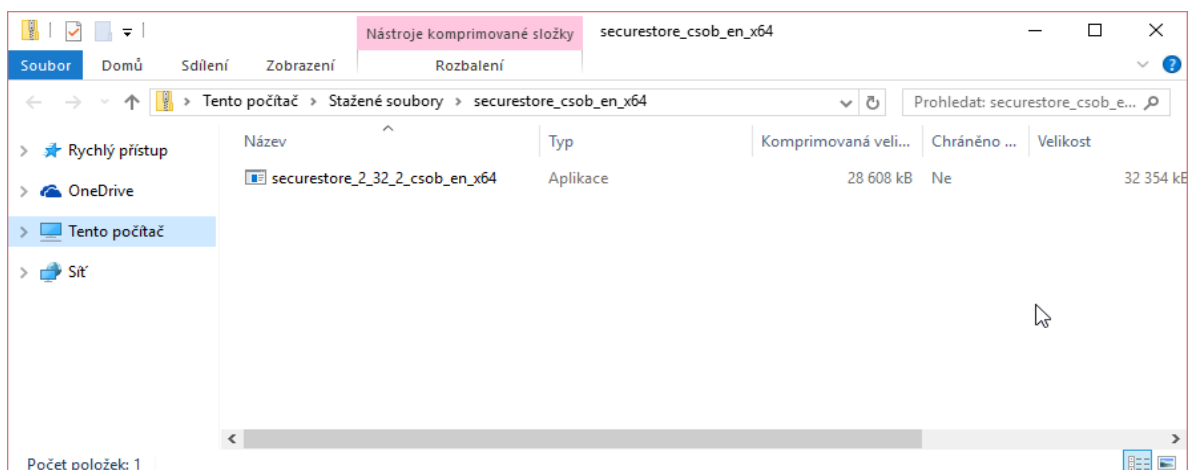 Nástroje komprimované složky securestore_csob_en_x64
Soubor Domů Sdílení Zobrazení Rozbalení
Tento počítač Stažené soubory securestore_csob_en_x64 Prohledat: securestore_csob_e...
Název Typ Komprimovaná veli... Chráněno ... Velikost
Rychlý přístup
securestore_2_32_2_csob_en_x64 Aplikace 28 608 kB Ne 32 354 kB
OneDrive
Tento počítač
Síť
Počet položek: 1